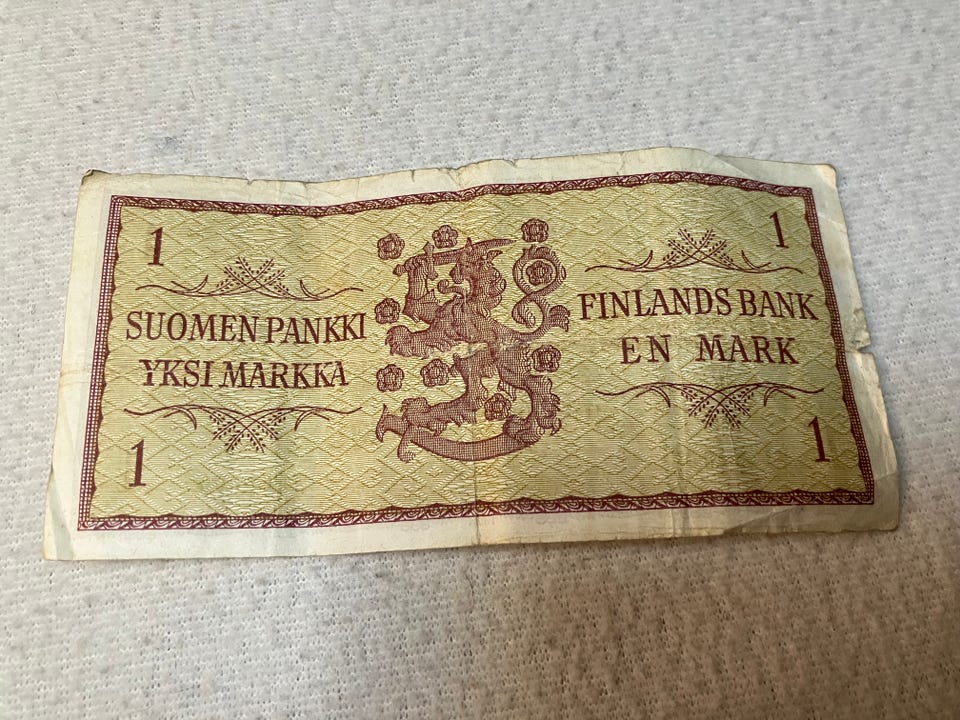 1
1
SUOMEN PANKKI
YKSI MARKKA
FINLANDS BANK
EN MARK
1
1